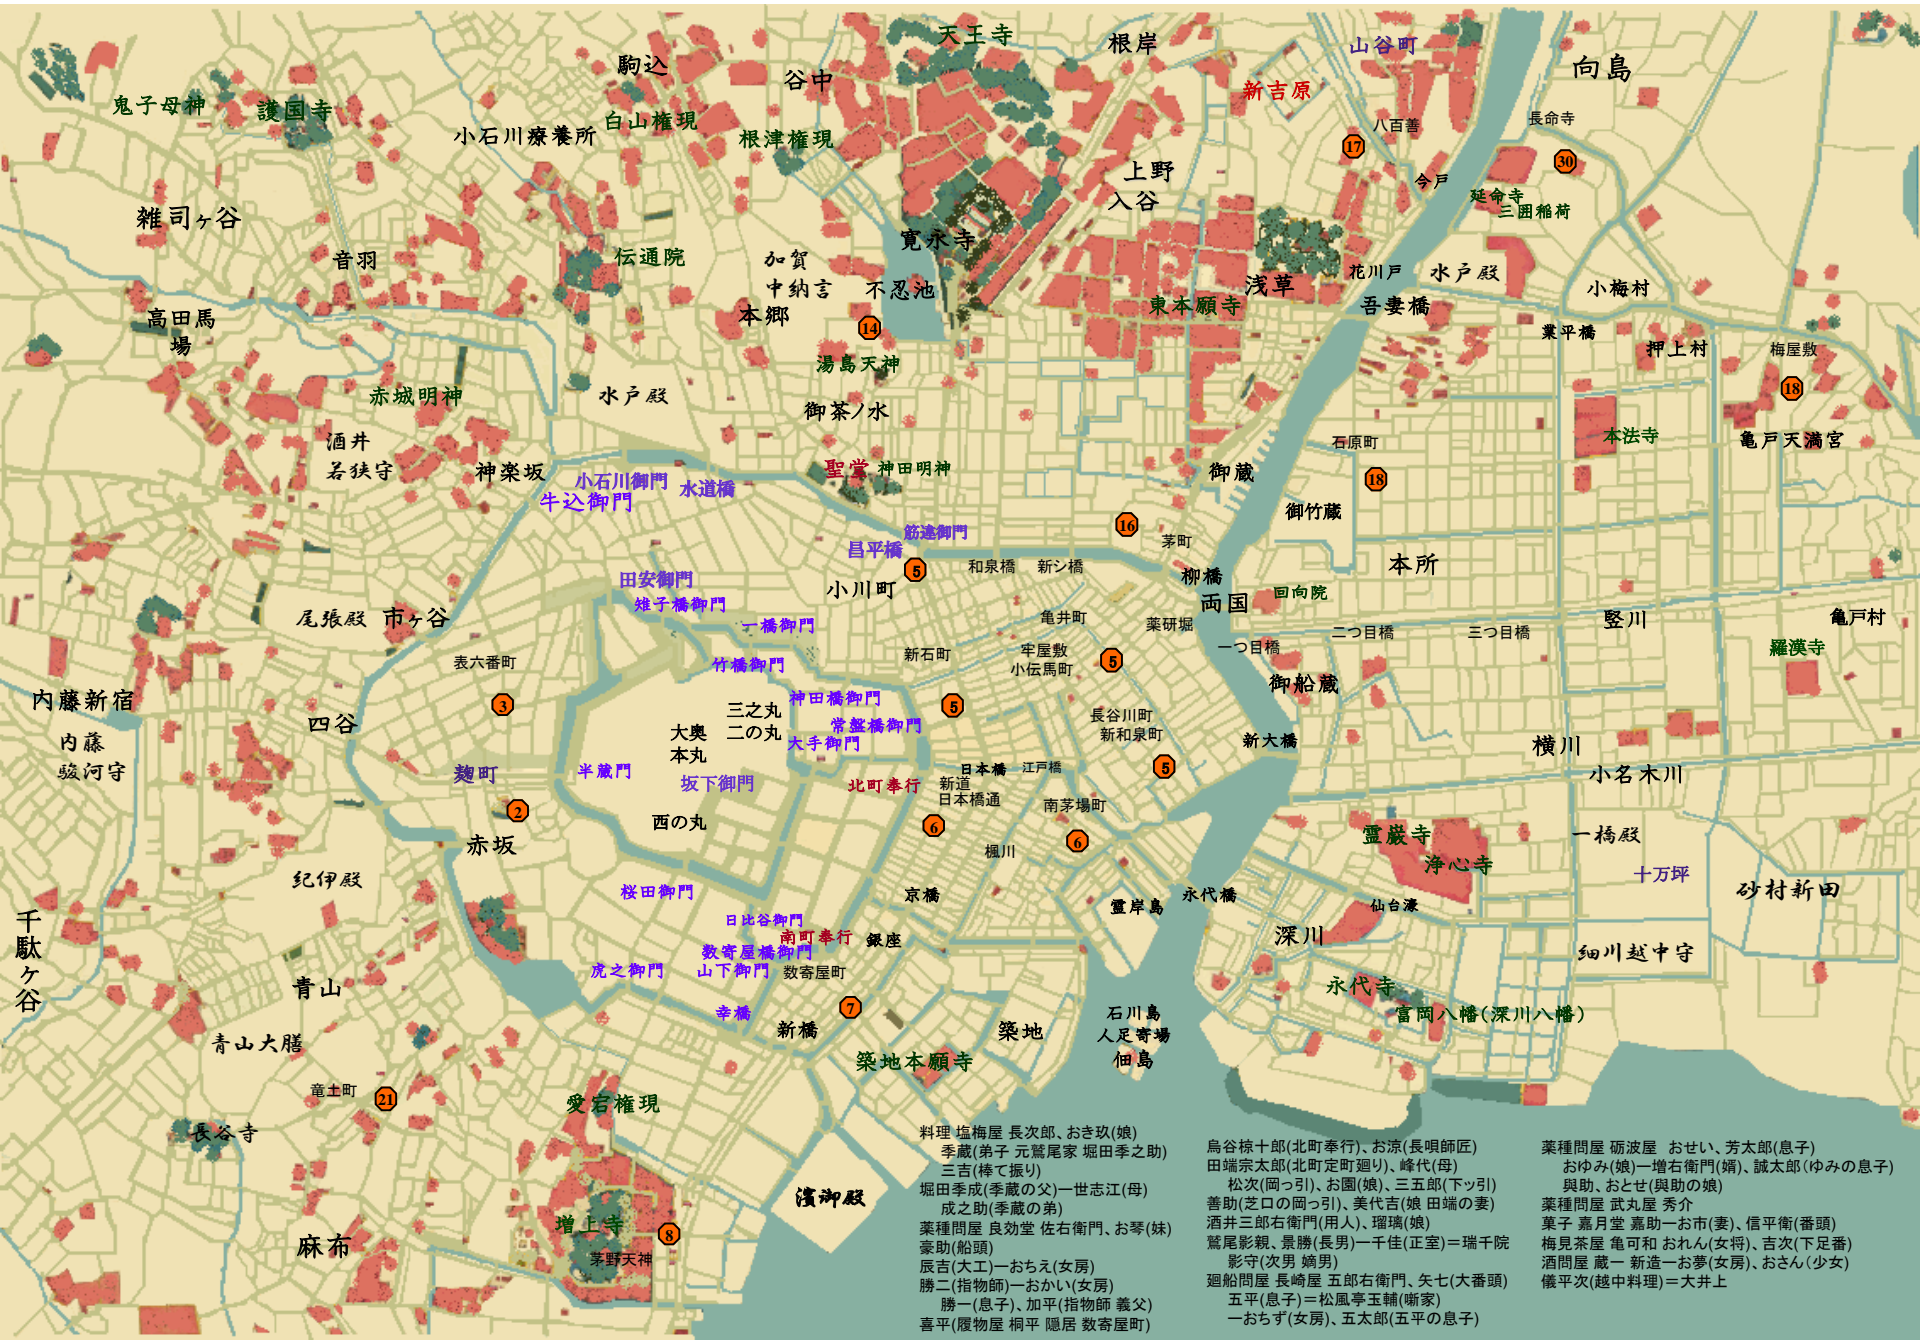 天王寺
根岸
山谷町
向島
駒込
谷中
新吉原
鬼子母神
護国寺
小石川療養所
白山権現
根津権現
八百善
長命寺
17
30
上野
入谷
今戸
延命寺
三囲稲荷
雑司ヶ谷
音羽
伝通院
加賀
中納言
寛永寺
不忍池
浅草
花川戸
水戸殿
小梅村
高田馬
場
本郷
14
東本願寺
吾妻橋
業平橋
押上村
梅屋敷
18
湯島天神
赤城明神
水戸殿
御茶ノ水
酒井
若狭守
神楽坂
小石川御門
牛込御門
水道橋
聖堂
神田明神
御蔵
石原町
18
本法寺
亀戸天満宮
御竹蔵
筋違御門
昌平橋
16
茅町
5
和泉橋
新シ橋
柳橋
本所
田安御門
雉子橋御門
小川町
両国
回向院
尾張殿
市ヶ谷
一橋御門
亀井町
薬研堀
竪川
亀戸村
表六番町
竹橋御門
新石町
牢屋敷
小伝馬町
5
一つ目橋
二つ目橋
三つ目橋
羅漢寺
内藤新宿
3
神田橋御門
5
御船蔵
四谷
三之丸
二の丸
大奥
本丸
常盤橋御門
大手御門
長谷川町
新和泉町
新大橋
内藤
駿河守
麹町
半蔵門
坂下御門
北町奉行
日本橋
江戸橋
5
横川
小名木川
新道
日本橋通
2
西の丸
6
南茅場町
6
赤坂
楓川
霊巌寺
浄心寺
一橋殿
十万坪
砂村新田
紀伊殿
桜田御門
京橋
霊岸島
永代橋
仙台濠
千駄ヶ谷
日比谷御門
南町奉行
銀座
数寄屋橋御門
深川
細川越中守
虎之御門
山下御門
数寄屋町
青山
永代寺
幸橋
7
新橋
築地
石川島
人足寄場
佃島
富岡八幡(深川八幡)
青山大膳
築地本願寺
竜土町
21
愛宕権現
長谷寺
濱御殿
増上寺
8
茅野天神
麻布
料理 塩梅屋 長次郎、おき玖(娘)
季蔵(弟子 元鷲尾家 堀田季之助)
三吉(棒て振り)
堀田季成(季蔵の父)ー世志江(母)
成之助(季蔵の弟)
薬種問屋 良効堂 佐右衛門、お琴(妹)
豪助(船頭)
辰吉(大工)ーおちえ(女房)
勝二(指物師)ーおかい(女房)
勝一(息子)、加平(指物師 義父)
喜平(履物屋 桐平 隠居 数寄屋町)
烏谷椋十郎(北町奉行)、お涼(長唄師匠)
田端宗太郎(北町定町廻り)、峰代(母)
松次(岡っ引)、お園(娘)、三五郎(下ッ引)
善助(芝口の岡っ引)、美代吉(娘 田端の妻)
酒井三郎右衛門(用人)、瑠璃(娘)
鷲尾影親、景勝(長男)ー千佳(正室)＝瑞千院
影守(次男 嫡男)
廻船問屋 長崎屋 五郎右衛門、矢七(大番頭)
五平(息子)＝松風亭玉輔(噺家)
ーおちず(女房)、五太郎(五平の息子)
薬種問屋 砺波屋 おせい、芳太郎(息子)
おゆみ(娘)ー増右衛門(婿)、誠太郎(ゆみの息子)
與助、おとせ(與助の娘)
薬種問屋 武丸屋 秀介
菓子 嘉月堂 嘉助ーお市(妻)、信平衛(番頭)
梅見茶屋 亀可和 おれん(女将)、吉次(下足番)
酒問屋 蔵ー 新造ーお夢(女房)、おさん(少女)
儀平次(越中料理)＝大井上